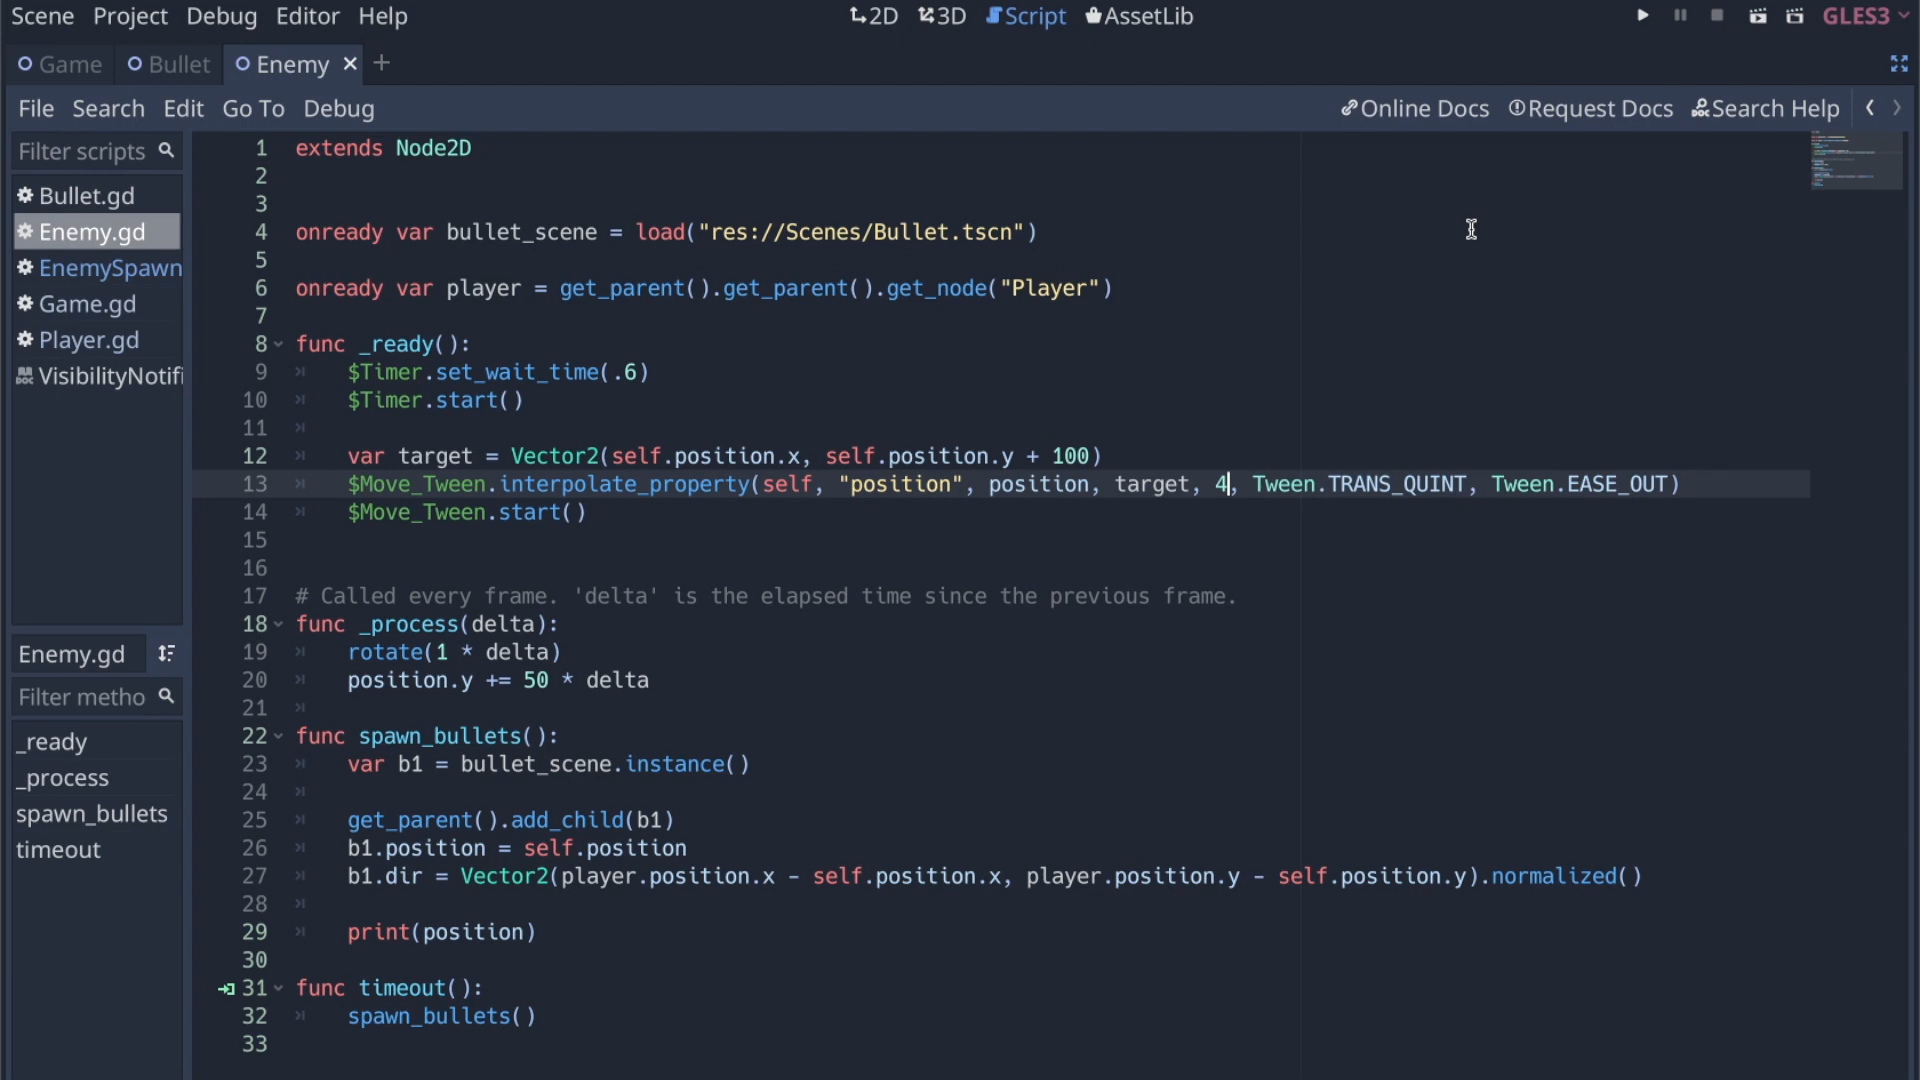 Scene Project Debug Editor Help 2D 3D Script AssetLib GLES3
Game Bullet Enemy
File Search Edit Go To Debug Online Docs Request Docs Search Help
Filter scripts
Bullet.gd
Enemy.gd
EnemySpawn
Game.gd
Player.gd
VisibilityNotifi
Enemy.gd
Filter metho
_ready
_process
spawn_bullets
timeout
1 extends Node2D
2
3
4 onready var bullet_scene = load("res://Scenes/Bullet.tscn")
5
6 onready var player = get_parent().get_parent().get_node("Player")
7
8 func _ready():
9 $Timer.set_wait_time(.6)
10 $Timer.start()
11
12 var target = Vector2(self.position.x, self.position.y + 100)
13 $Move_Tween.interpolate_property(self, "position", position, target, 4, Tween.TRANS_QUINT, Tween.EASE_OUT)
14 $Move_Tween.start()
15
16
17 # Called every frame. 'delta' is the elapsed time since the previous frame.
18 func _process(delta):
19 rotate(1 * delta)
20 position.y += 50 * delta
21
22 func spawn_bullets():
23 var b1 = bullet_scene.instance()
24
25 get_parent().add_child(b1)
26 b1.position = self.position
27 b1.dir = Vector2(player.position.x - self.position.x, player.position.y - self.position.y).normalized()
28
29 print(position)
30
31 func timeout():
32 spawn_bullets()
33